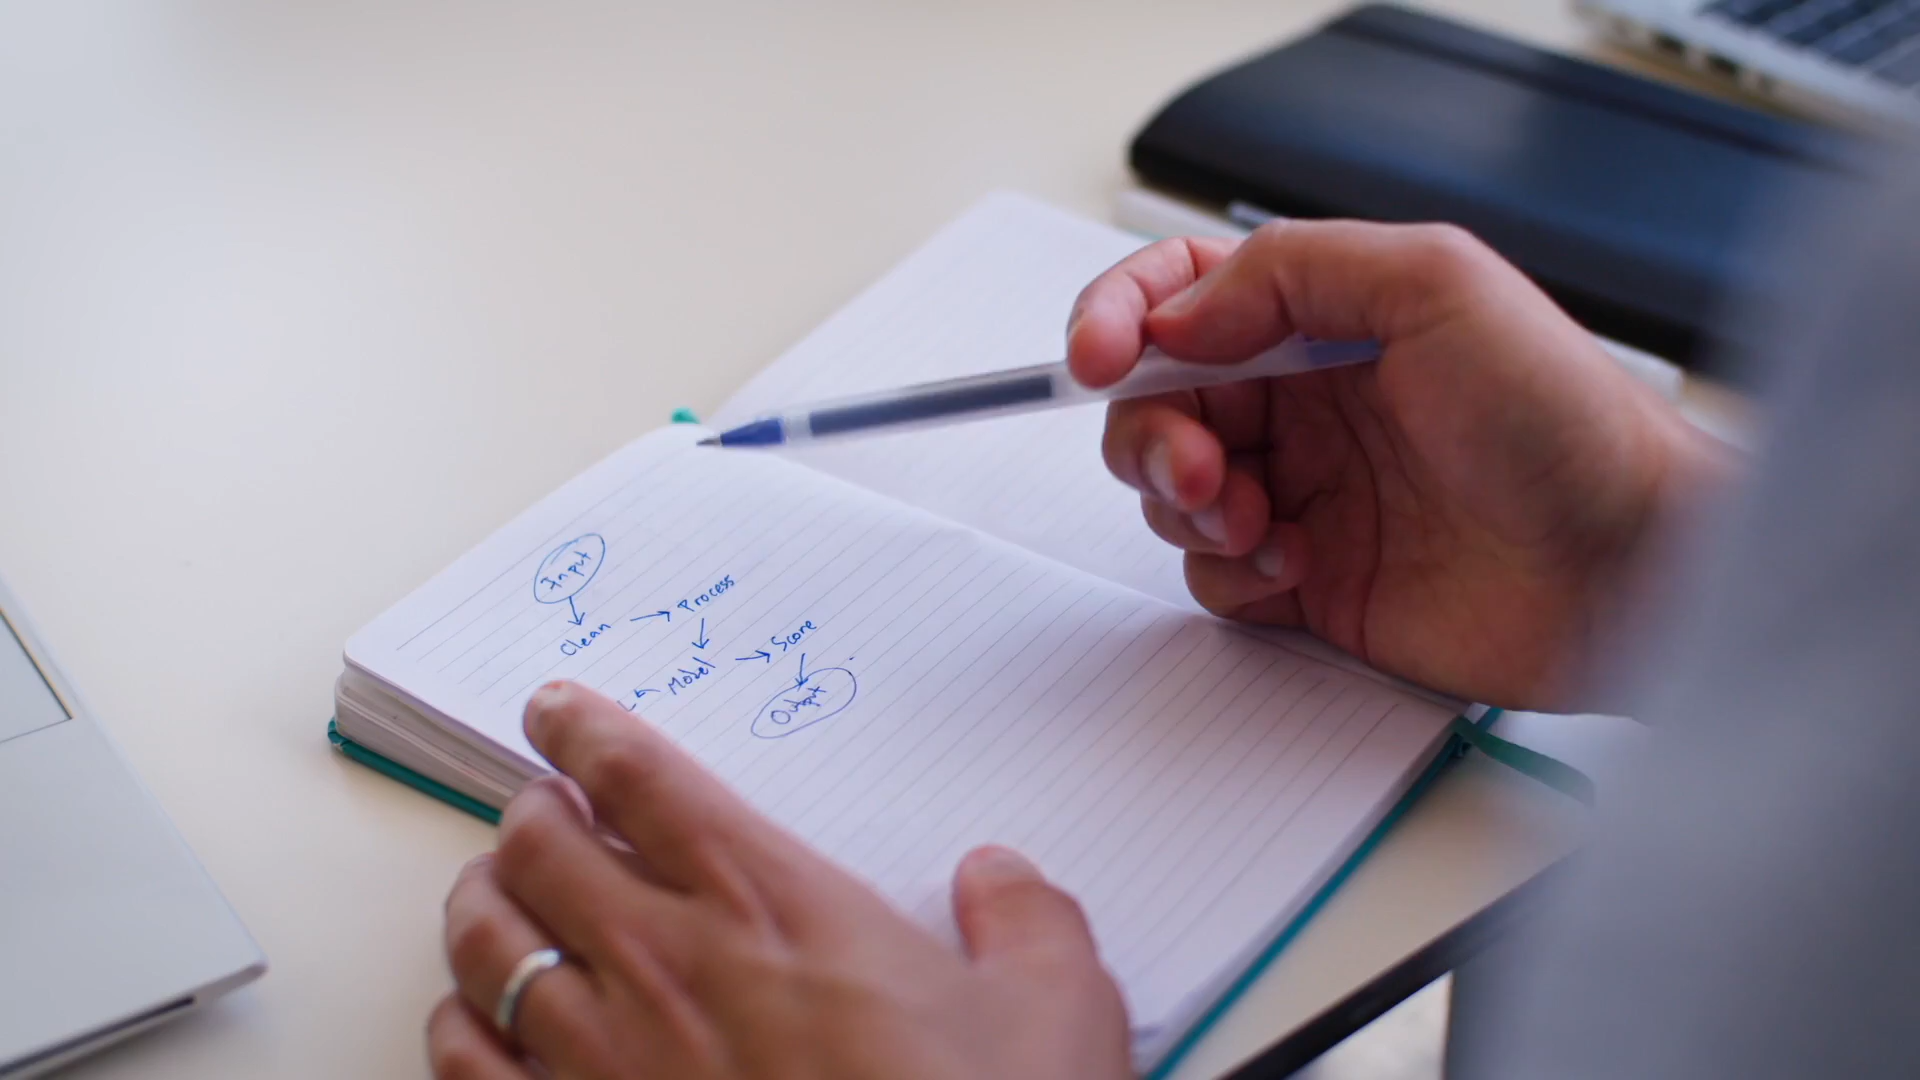 Input
Clean → Process
Model → Score
Output